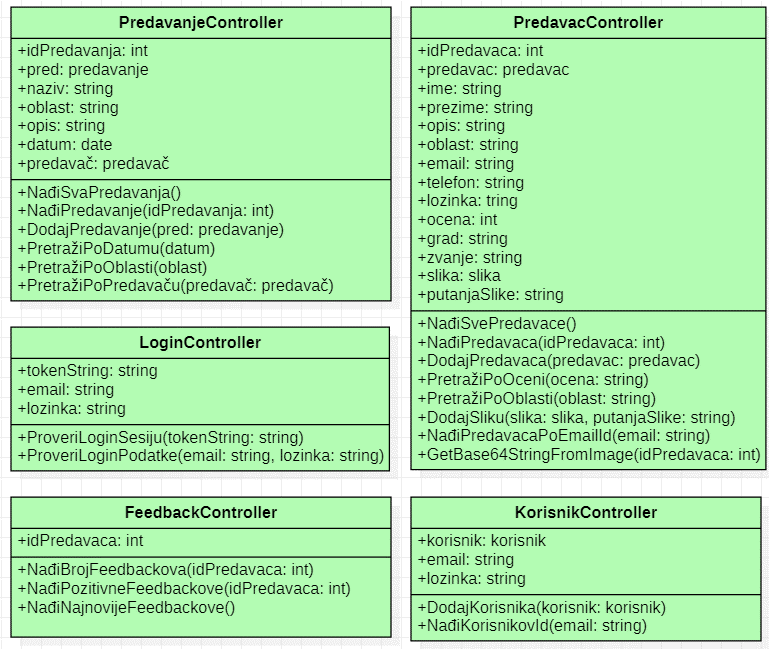 PredavanjeController
+idPredavanja: int
+pred: predavanje
+naziv: string
+oblast: string
+opis: string
+datum: date
+predavač: predavač
+NađiSvaPredavanja()
+NađiPredavanje(idPredavanja: int)
+DodajPredavanje(pred: predavanje)
+PretražiPoDatumu(datum)
+PretražiPoOblasti(oblast)
+PretražiPoPredavaču(predavač: predavač)
LoginController
+tokenString: string
+email: string
+lozinka: string
+ProveriLoginSesiju(tokenString: string)
+ProveriLoginPodatke(email: string, lozinka: string)
FeedbackController
+idPredavaca: int
+NađiBrojFeedbackova(idPredavaca: int)
+NađiPozitivneFeedbackove(idPredavaca: int)
+NađiNajnovijeFeedbackove()
PredavacController
+idPredavaca: int
+predavac: predavac
+ime: string
+prezime: string
+opis: string
+oblast: string
+email: string
+telefon: string
+lozinka: tring
+ocena: int
+grad: string
+zvanje: string
+slika: slika
+putanjaSlike: string
+NađiSvePredavace()
+NađiPredavaca(idPredavaca: int)
+DodajPredavaca(predavac: predavac)
+PretražiPoOceni(ocena: string)
+PretražiPoOblasti(oblast: string)
+DodajSliku(slika: slika, putanjaSlike: string)
+NađiPredavacaPoEmailId(email: string)
+GetBase64StringFromImage(idPredavaca: int)
KorisnikController
+korisnik: korisnik
+email: string
+lozinka: string
+DodajKorisnika(korisnik: korisnik)
+NađiKorisnikovId(email: string)